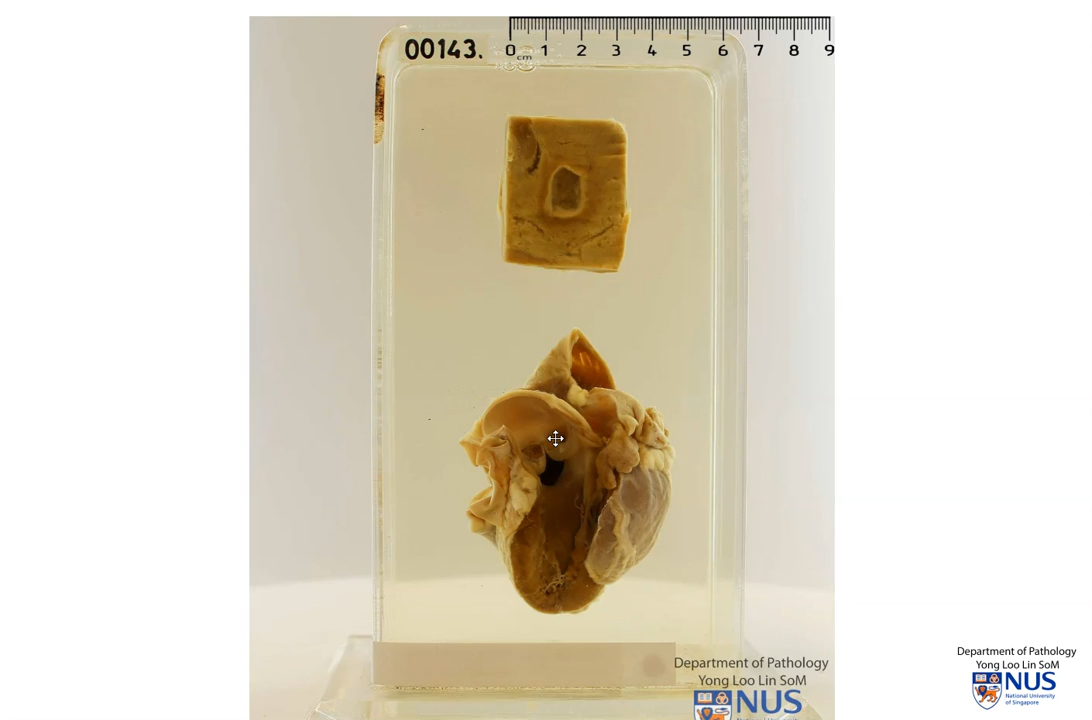 00143.
0 1 2 3 4 5 6 7 8 9
cm
Department of Pathology
Yong Loo Lin SoM
NUS
Department of Pathology
Yong Loo Lin SoM
NUS
National University
of Singapore